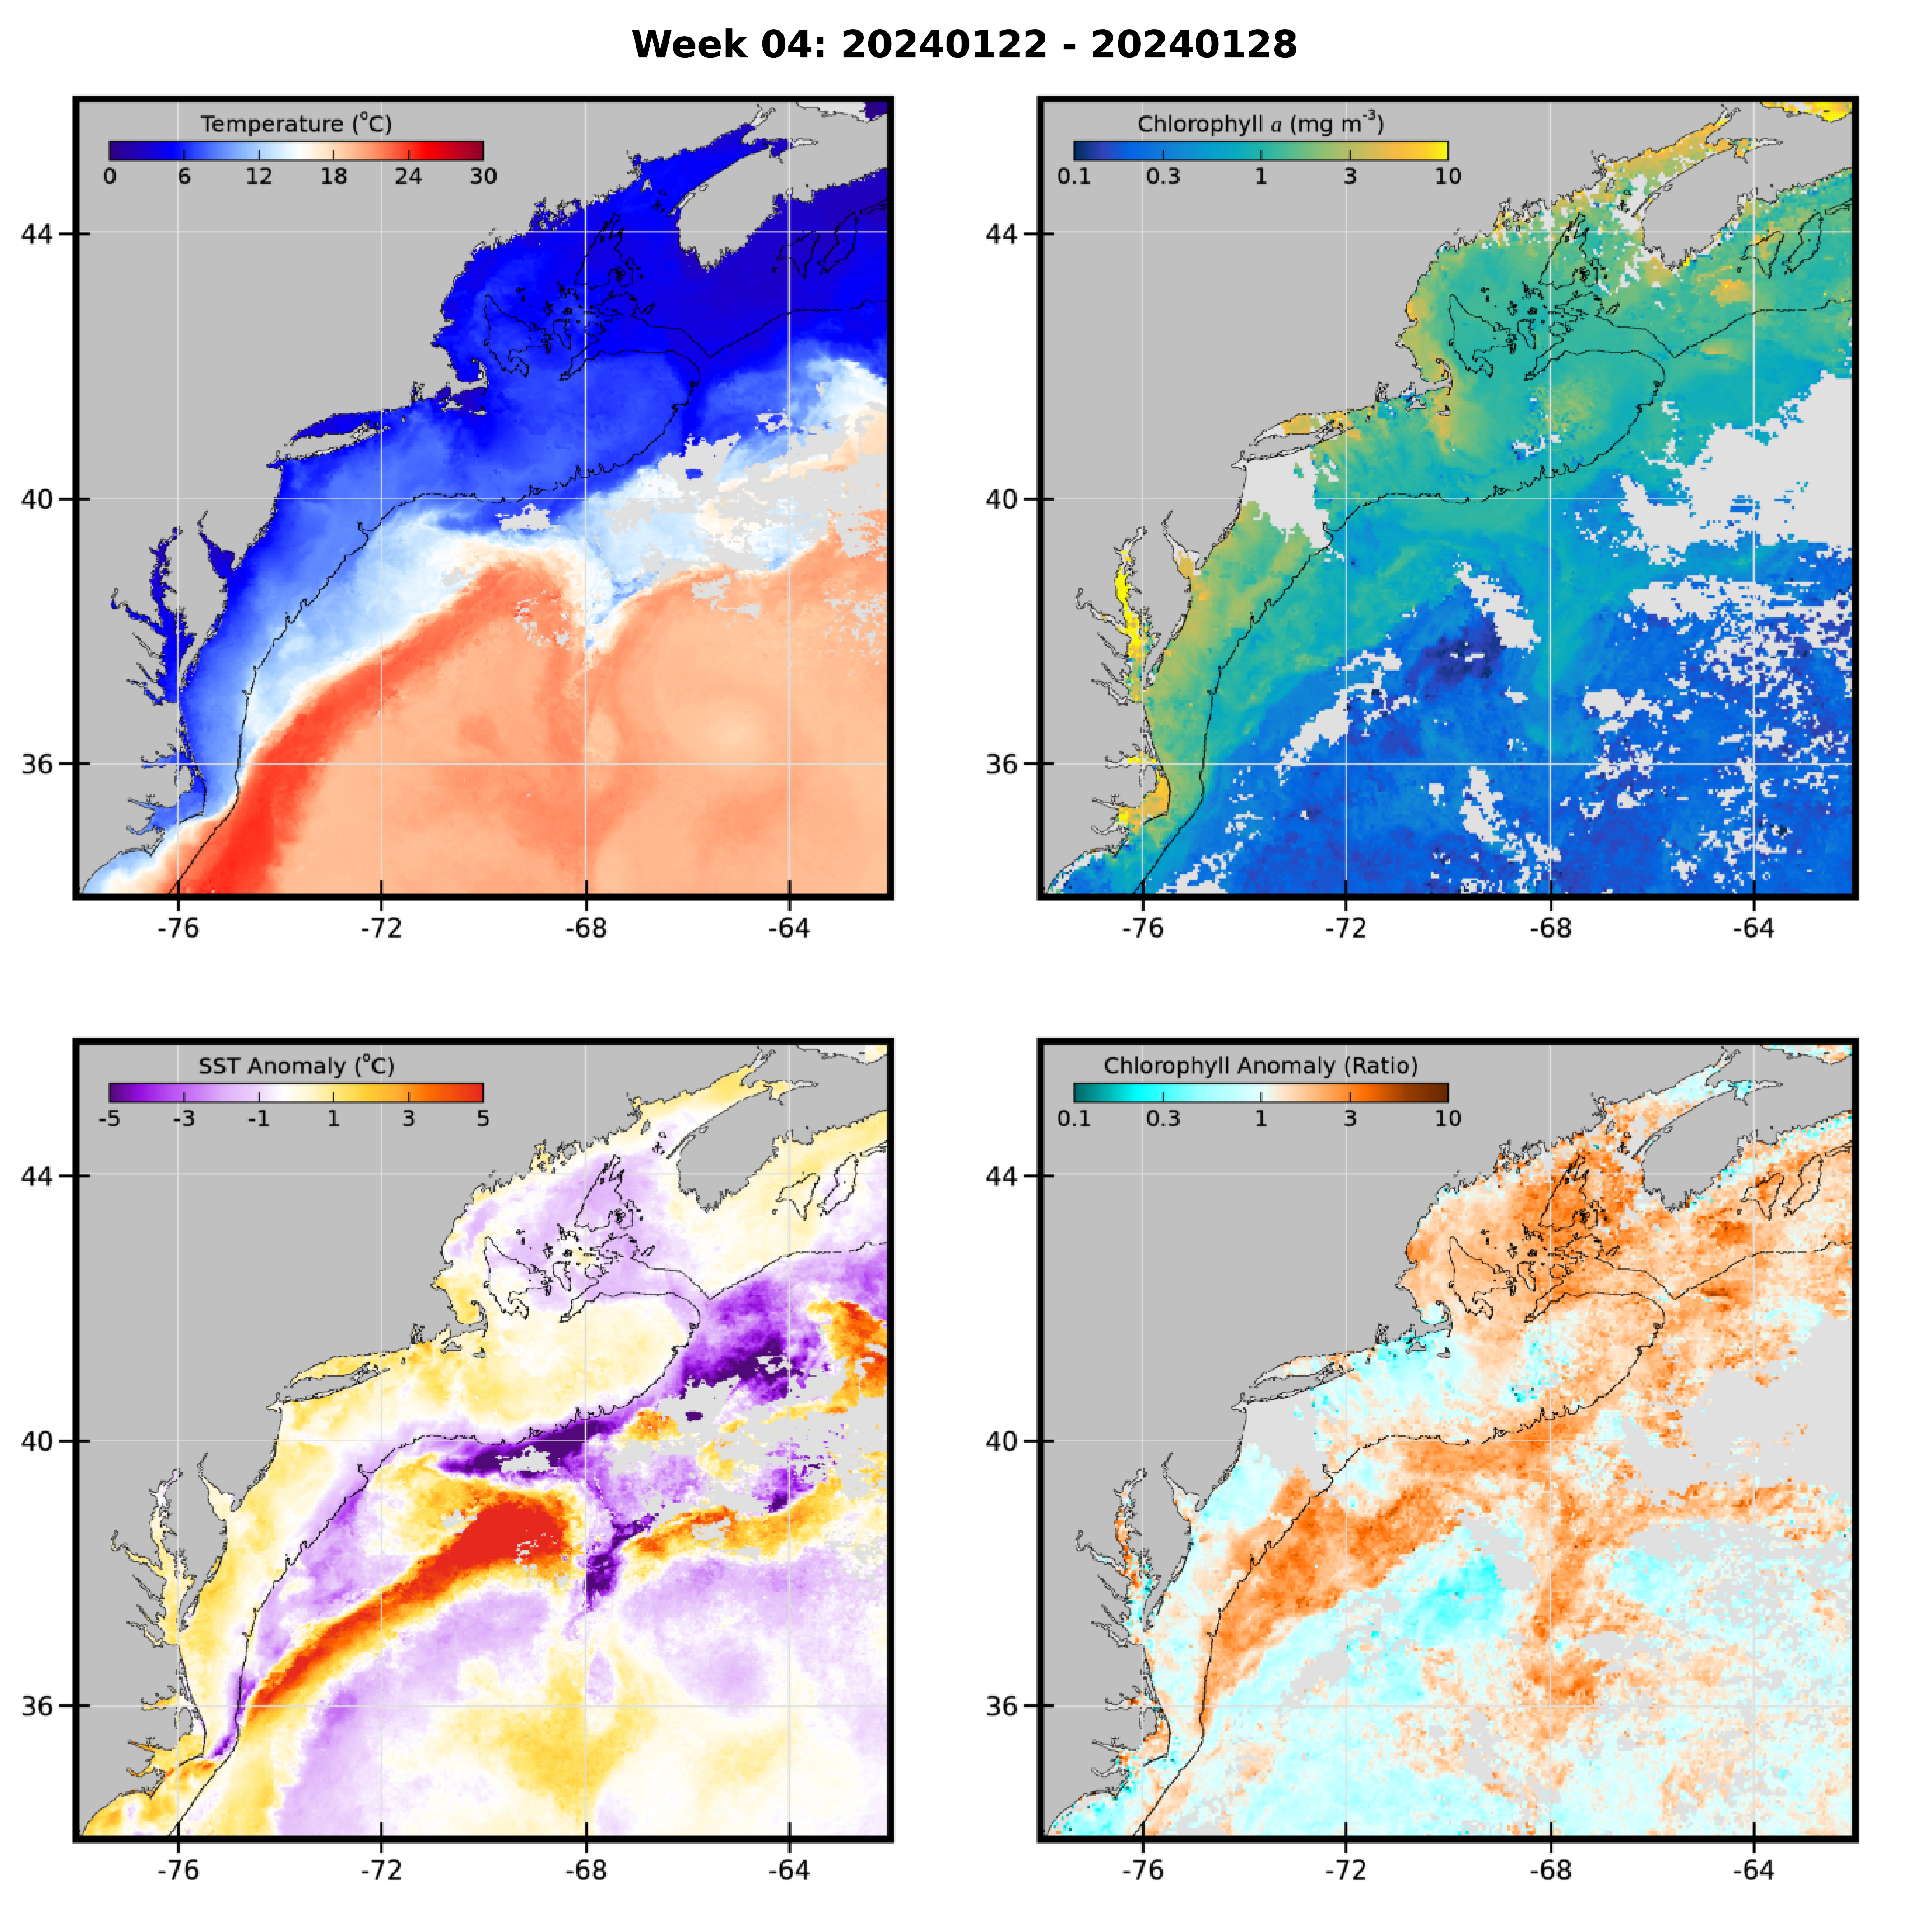 Week 04: 20240122 - 20240128
Temperature (°C)
0 6 12 18 24 30
44
40
36
-76 -72 -68 -64
Chlorophyll a (mg m-3)
0.1 0.3 1 3 10
44
40
36
-76 -72 -68 -64
SST Anomaly (°C)
-5 -3 -1 1 3 5
44
40
36
-76 -72 -68 -64
Chlorophyll Anomaly (Ratio)
0.1 0.3 1 3 10
44
40
36
-76 -72 -68 -64